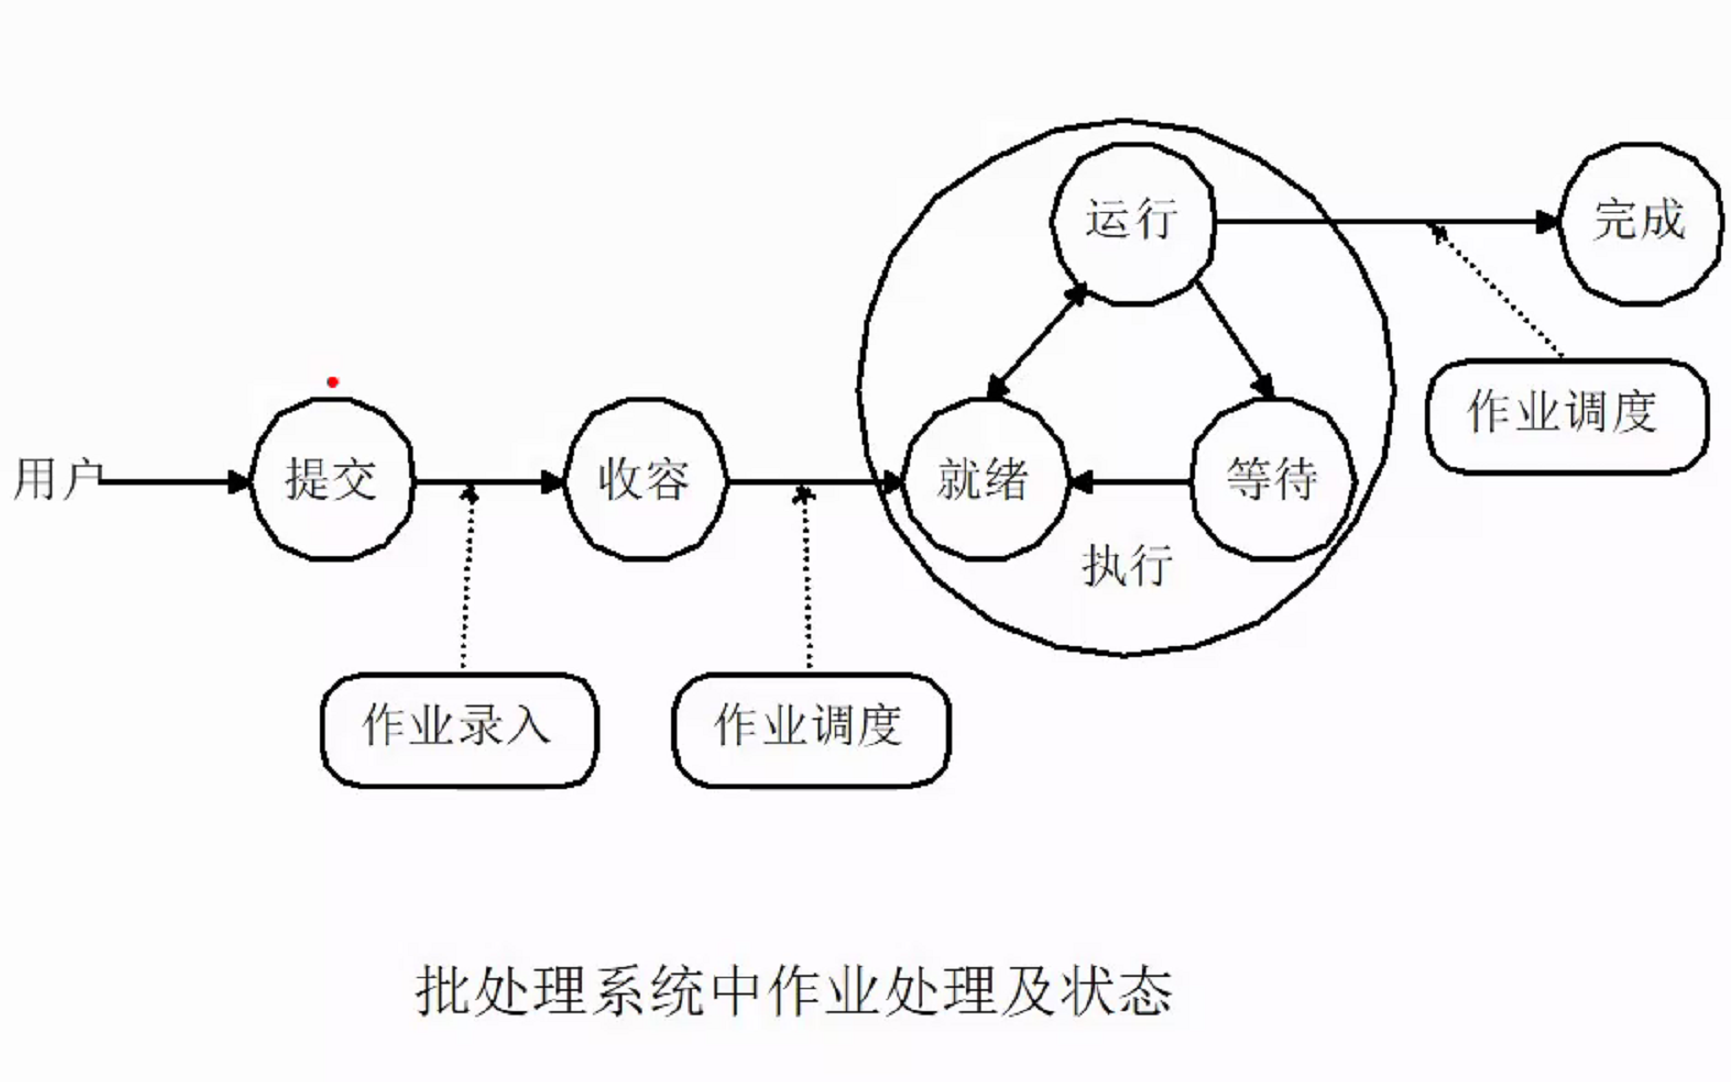 运行
完成
作业调度
用户
提交
收容
就绪
等待
执行
作业录入
作业调度
批处理系统中作业处理及状态